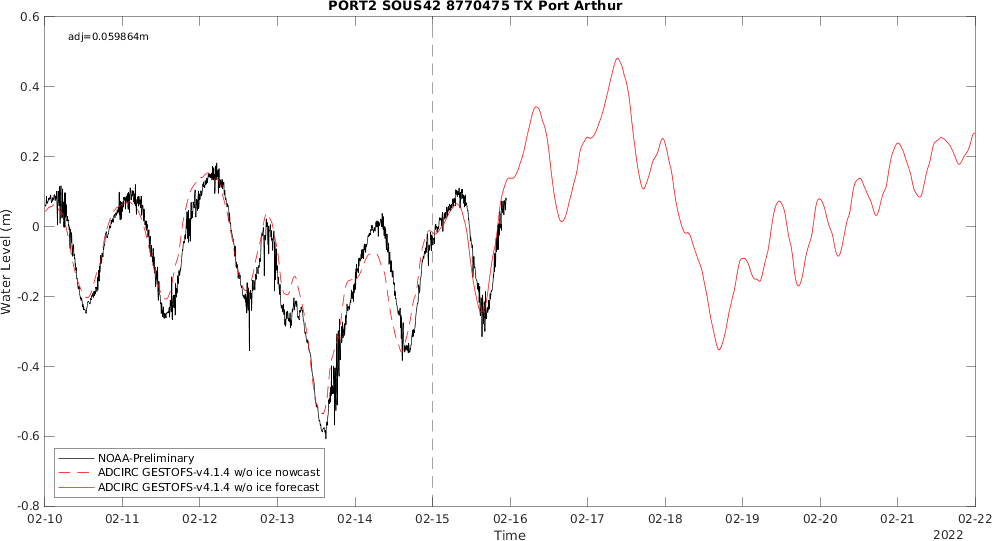 PORT2 SOUS42 8770475 TX Port Arthur
adj=0.059864m
0.6
0.4
0.2
0
-0.2
-0.4
-0.6
-0.8
Water Level (m)
NOAA-Preliminary
ADCIRC GESTOFS-v4.1.4 w/o ice nowcast
ADCIRC GESTOFS-v4.1.4 w/o ice forecast
02-10 02-11 02-12 02-13 02-14 02-15 02-16 02-17 02-18 02-19 02-20 02-21 02-22
Time
2022